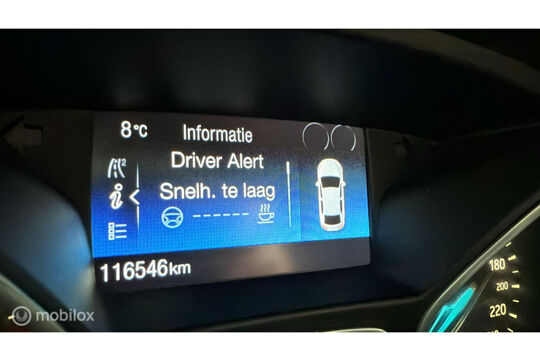 8°C Informatie
Driver Alert
Snelh. te laag
116546km
180
200
220
mobilox